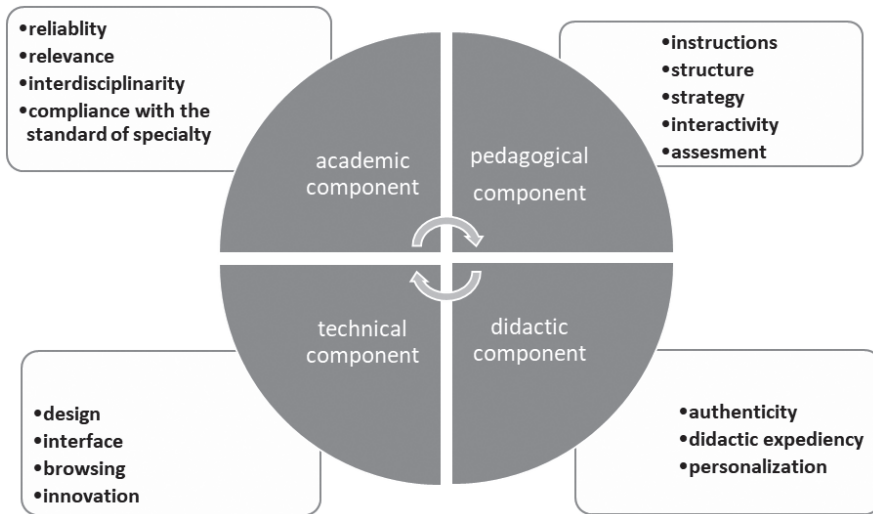 •reliablity
•relevance
•interdisciplinarity
•compliance with the
standard of specialty
•instructions
•structure
•strategy
•interactivity
•assesment
academic
component
pedagogical
component
technical
component
didactic
component
•design
•interface
•browsing
•innovation
•authenticity
•didactic expediency
•personalization